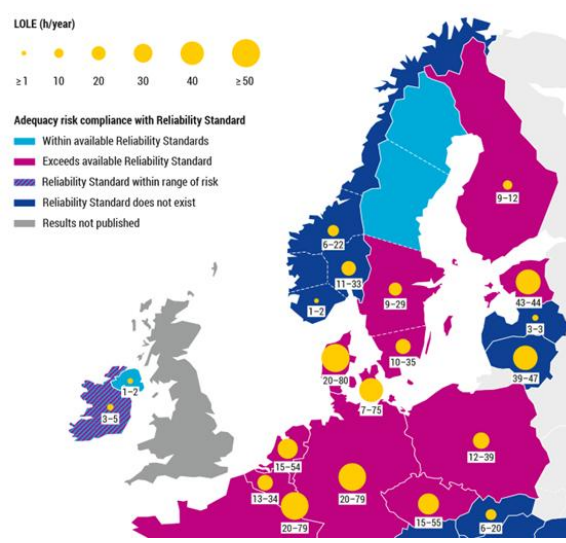 LOLE (h/year)
≥1 10 20 30 40 ≥50
Adequacy risk compliance with Reliability Standard
Within available Reliability Standards
Exceeds available Reliability Standard
Reliability Standard within range of risk
Reliability Standard does not exist
Results not published
9–12
6–22
11–33
9–29
43–44
1–2
3–3
10–35
20–80
39–47
7–75
1–2
3–5
12–39
15–54
13–34
20–79
15–55
20–79
6–20